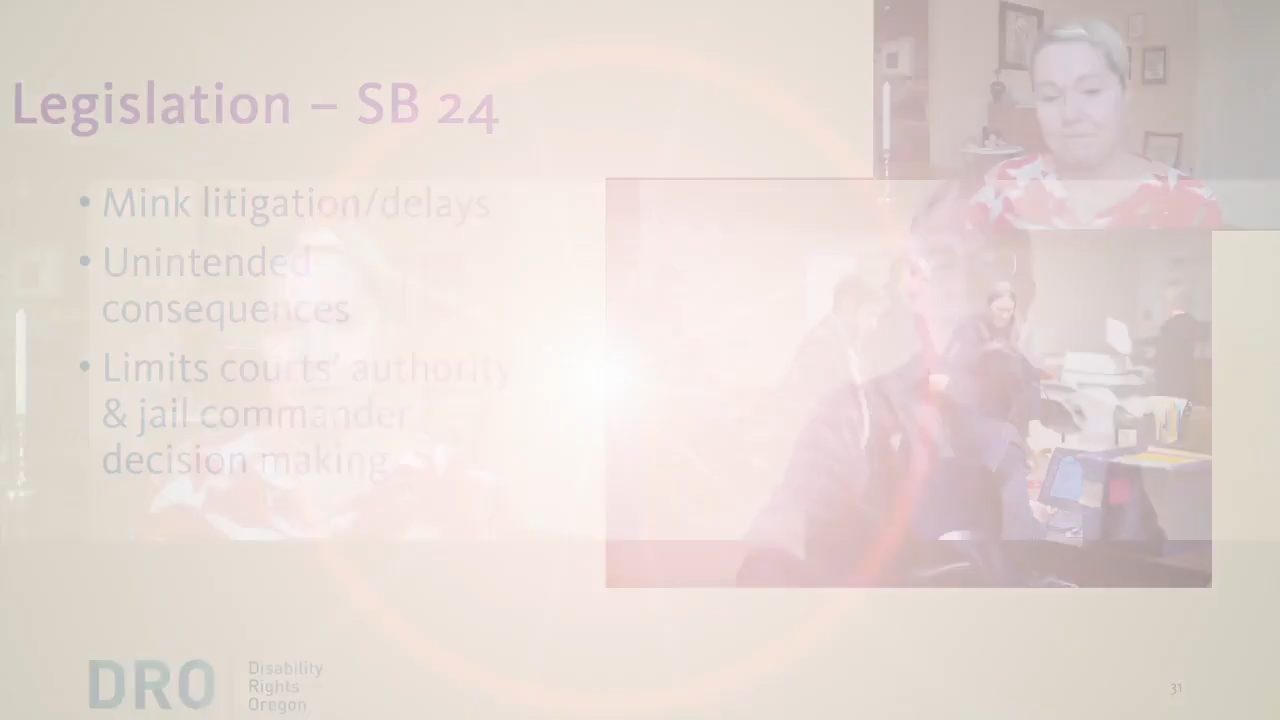 Legislation – SB 24
• Mink litigation/delays
• Unintended
consequences
• Limits courts' authority
& jail commander
decision making
DRO
Disability
Rights
Oregon
31